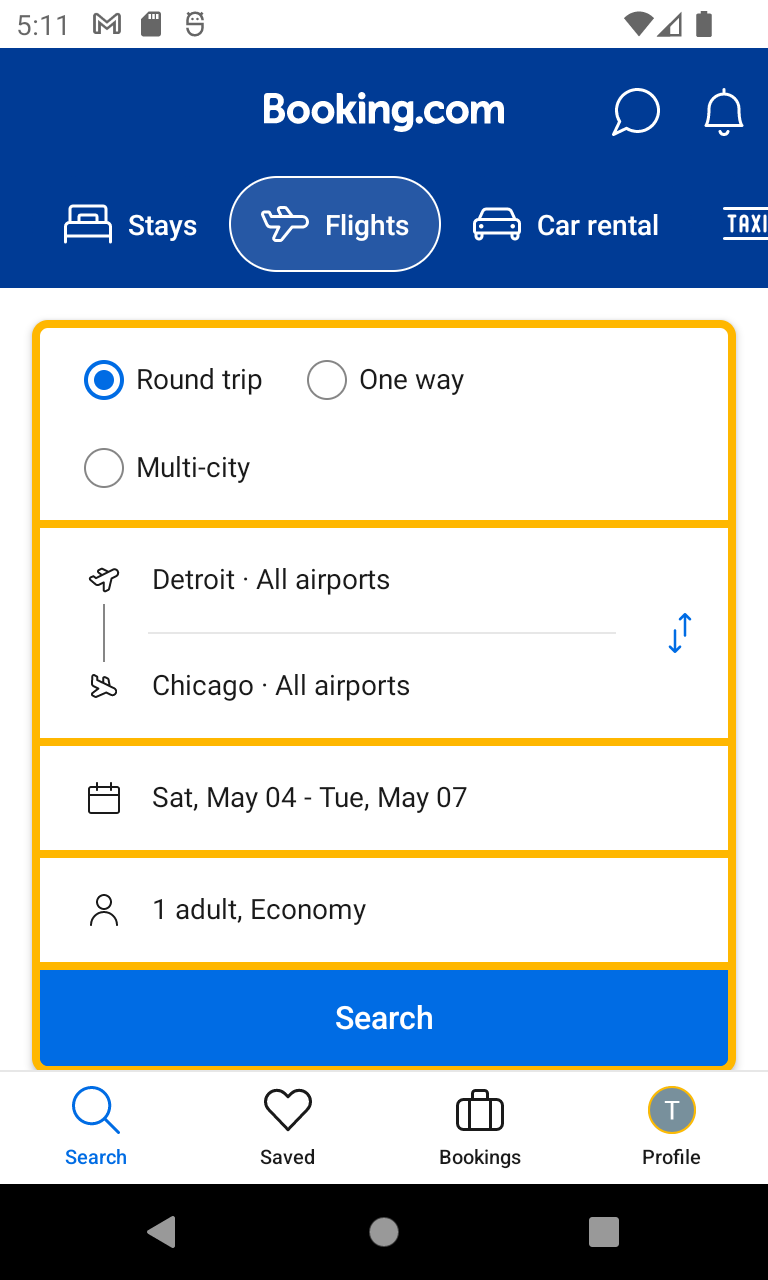 5:11
Booking.com
Stays
Flights
Car rental
TAXI
Round trip
One way
Multi-city
Detroit · All airports
Chicago · All airports
Sat, May 04 - Tue, May 07
1 adult, Economy
Search
T
Search
Saved
Bookings
Profile